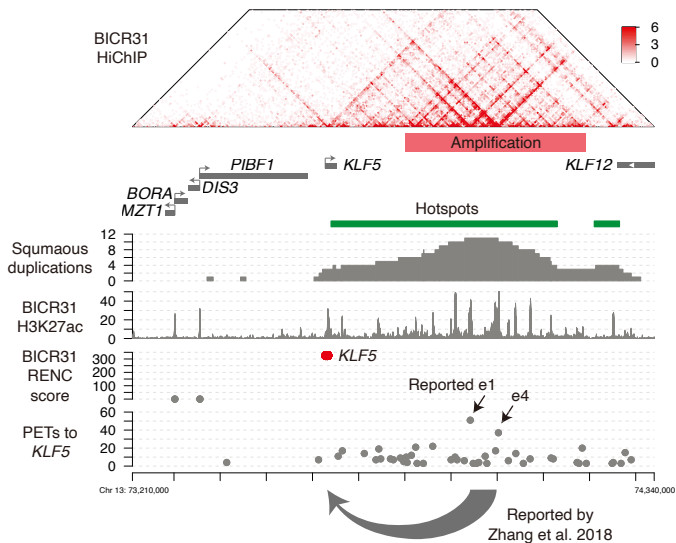 BICR31
HiChIP
6
3
0
Amplification
PIBF1
KLF5
KLF12
DIS3
BORA
MZT1
Hotspots
Squmaous
duplications
12
8
4
0
BICR31
H3K27ac
40
20
0
BICR31
RENC
score
300
200
100
0
KLF5
Reported e1
e4
PETs to
KLF5
60
40
20
0
Chr 13: 73,210,000
74,340,000
Reported by
Zhang et al. 2018